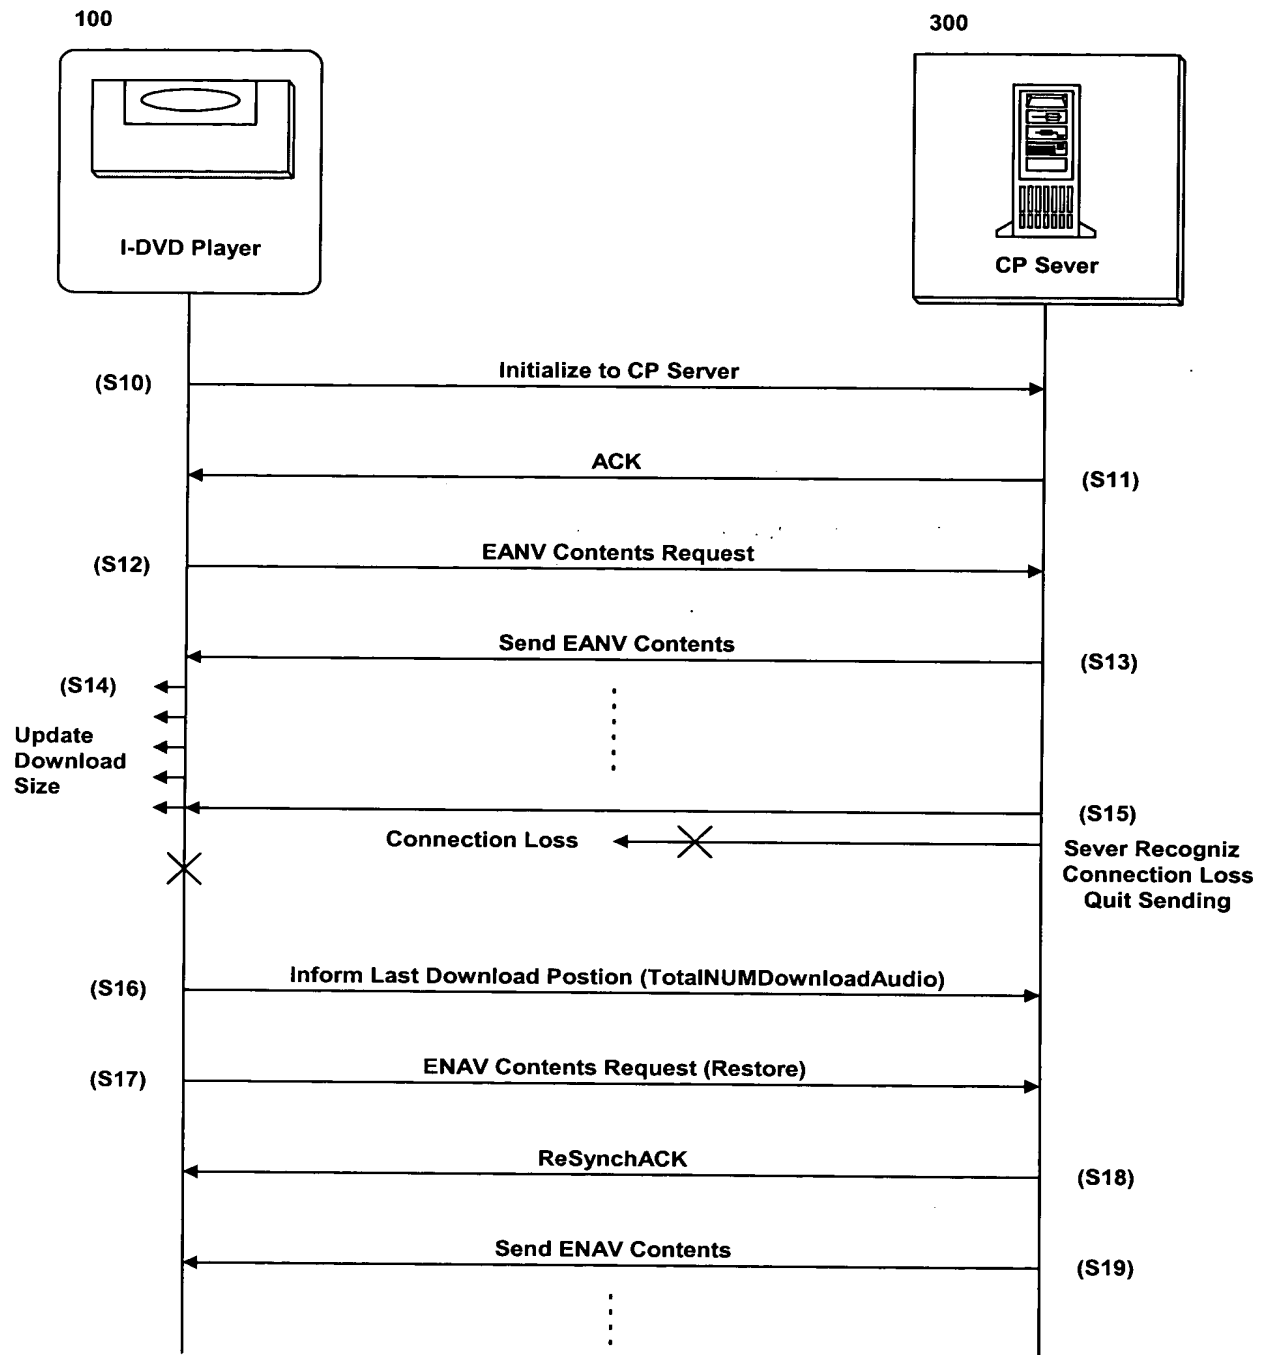 100
300
I-DVD Player
CP Sever
(S10)
Initialize to CP Server
ACK
(S11)
(S12)
EANV Contents Request
Send EANV Contents
(S13)
(S14)
Update
Download
Size
(S15)
Connection Loss
Sever Recogniz
Connection Loss
Quit Sending
(S16)
Inform Last Download Postion (TotalNUMDownloadAudio)
(S17)
ENAV Contents Request (Restore)
ReSynchACK
(S18)
Send ENAV Contents
(S19)